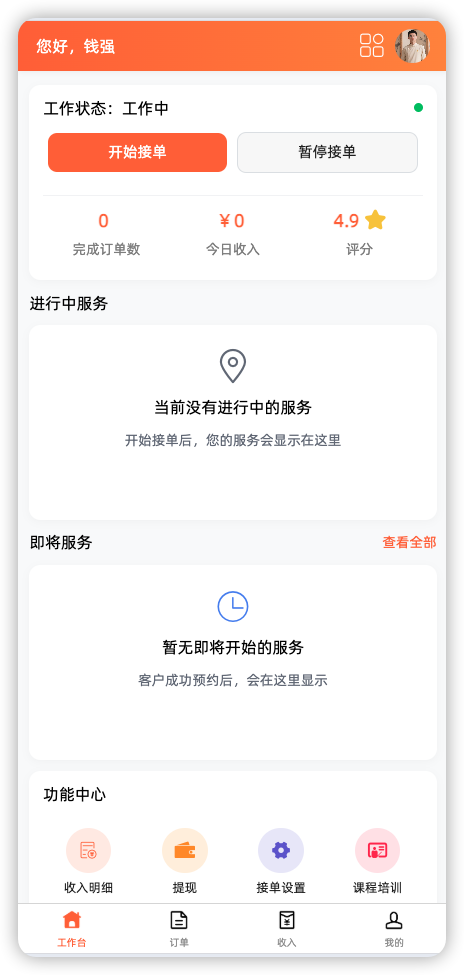 您好，钱强
工作状态：工作中
开始接单 暂停接单
0 ￥0 4.9
完成订单数 今日收入 评分
进行中服务
当前没有进行中的服务
开始接单后，您的服务会显示在这里
即将服务 查看全部
暂无即将开始的服务
客户成功预约后，会在这里显示
功能中心
收入明细 提现 接单设置 课程培训
工作台 订单 收入 我的